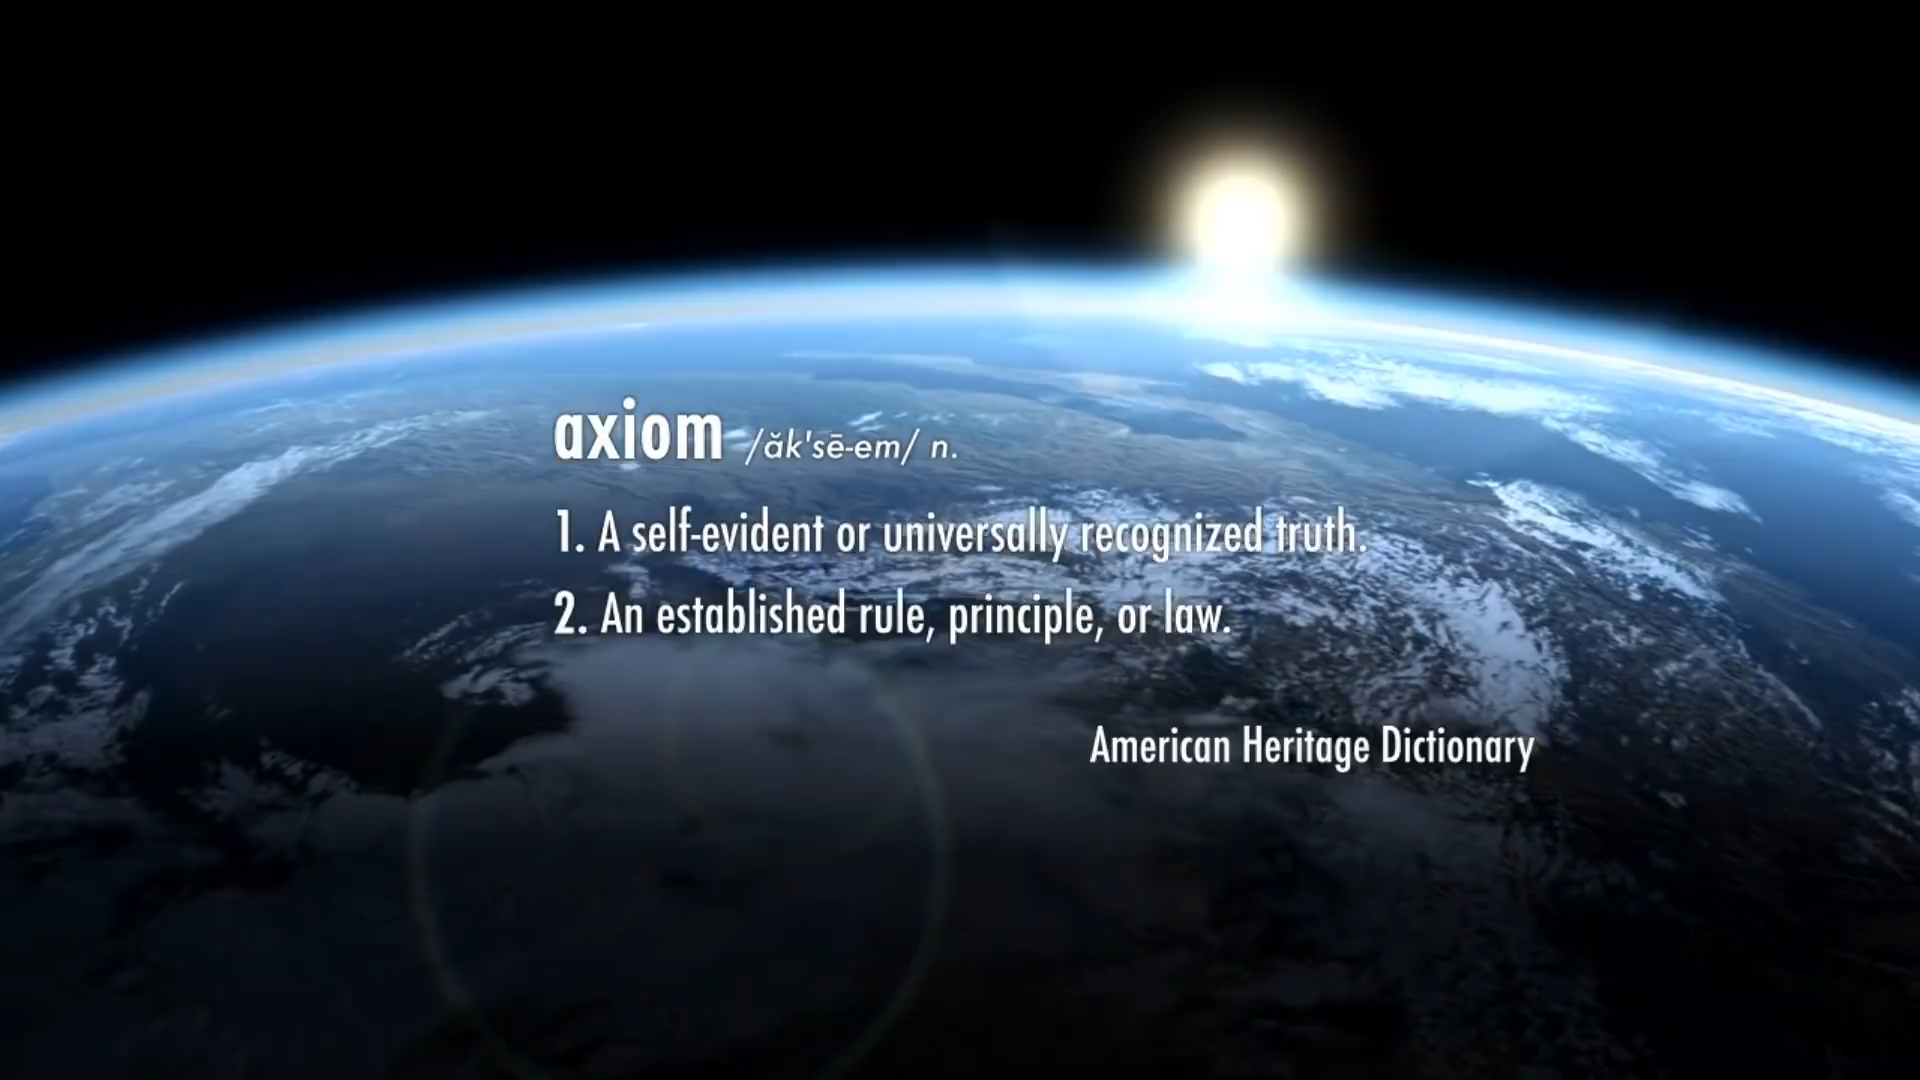 axiom /ăk'sē-em/ n.
1. A self-evident or universally recognized truth.
2. An established rule, principle, or law.
American Heritage Dictionary